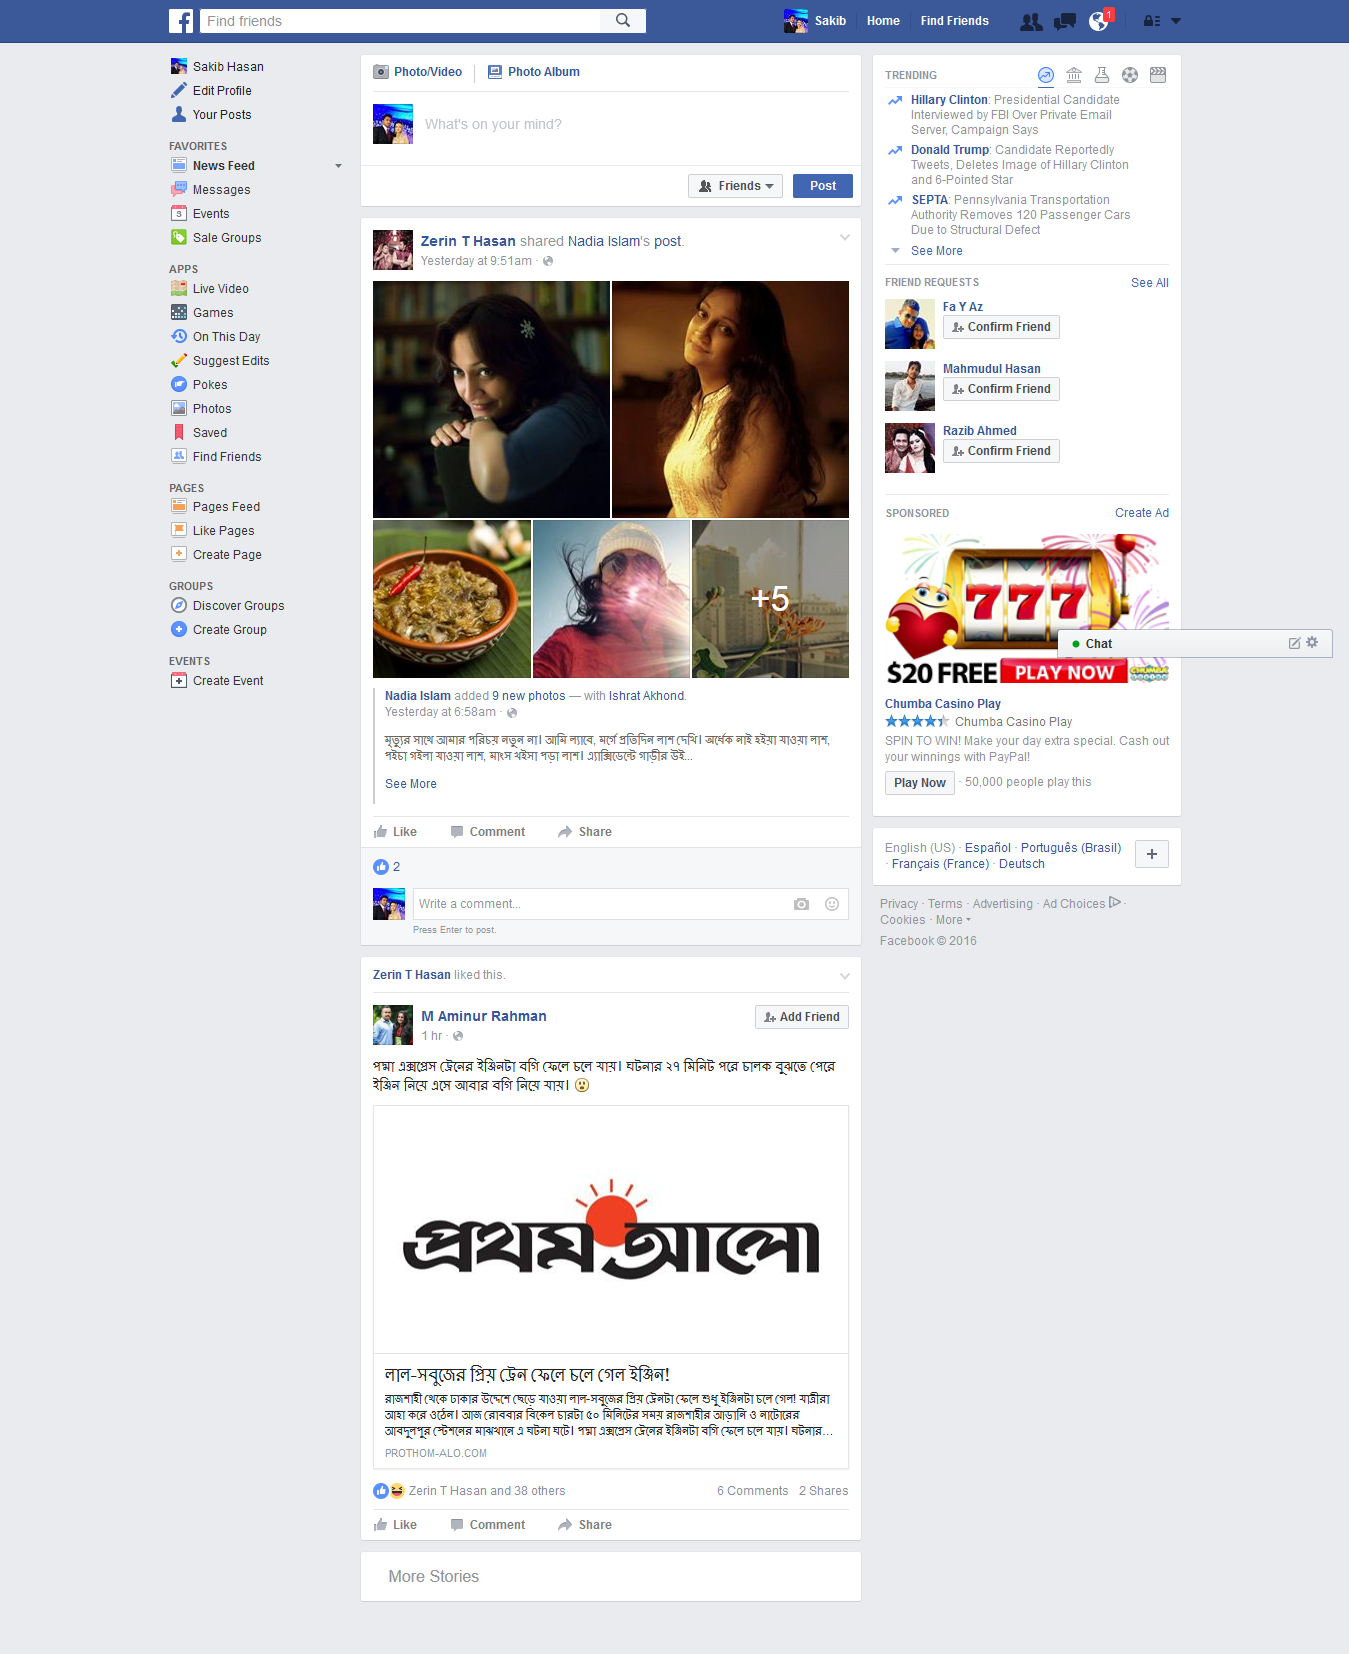 Find friends
Sakib
Home
Find Friends
1
Sakib Hasan
Edit Profile
Your Posts
FAVORITES
News Feed
Messages
Events
Sale Groups
APPS
Live Video
Games
On This Day
Suggest Edits
Pokes
Photos
Saved
Find Friends
PAGES
Pages Feed
Like Pages
Create Page
GROUPS
Discover Groups
Create Group
EVENTS
Create Event
Photo/Video
Photo Album
What's on your mind?
Friends
Post
Zerin T Hasan shared Nadia Islam's post.
Yesterday at 9:51am ·
+5
Nadia Islam added 9 new photos — with Ishrat Akhond.
Yesterday at 6:58am ·
মৃত্যুর সাথে আমার পরিচয় নতুন না। আমি ল্যাবে, মর্গে প্রতিদিন লাশ দেখি। অর্ধেক নাই হইয়া যাওয়া লাশ,
পইচা গইলা যাওয়া লাশ, মাংস খইসা পড়া লাশ। এ্যাক্সিডেন্টে গাড়ীর উই...
See More
Like
Comment
Share
2
Write a comment...
Press Enter to post.
Zerin T Hasan liked this.
M Aminur Rahman
1 hr ·
Add Friend
পদ্মা এক্সপ্রেস ট্রেনের ইঞ্জিনটা বগি ফেলে চলে যায়। ঘটনার ২৭ মিনিট পরে চালক বুঝতে পেরে
ইঞ্জিন নিয়ে এসে আবার বগি নিয়ে যায়।
প্রথম আলো
লাল-সবুজের প্রিয় ট্রেন ফেলে চলে গেল ইঞ্জিন!
রাজশাহী থেকে ঢাকার উদ্দেশে ছেড়ে যাওয়া লাল-সবুজের প্রিয় ট্রেনটা ফেলে শুধু ইঞ্জিনটা চলে গেল! যাত্রীরা
আহা করে ওঠেন। আজ রোববার বিকেল চারটা ৫০ মিনিটের সময় রাজশাহীর আড়ানি ও নাটোরের
আবদুলপুর স্টেশনের মাঝখানে এ ঘটনা ঘটে। পদ্মা এক্সপ্রেস ট্রেনের ইঞ্জিনটা বগি ফেলে চলে যায়। ঘটনার...
PROTHOM-ALO.COM
Zerin T Hasan and 38 others
6 Comments 2 Shares
Like
Comment
Share
More Stories
TRENDING
Hillary Clinton: Presidential Candidate
Interviewed by FBI Over Private Email
Server, Campaign Says
Donald Trump: Candidate Reportedly
Tweets, Deletes Image of Hillary Clinton
and 6-Pointed Star
SEPTA: Pennsylvania Transportation
Authority Removes 120 Passenger Cars
Due to Structural Defect
See More
FRIEND REQUESTS
See All
Fa Y Az
Confirm Friend
Mahmudul Hasan
Confirm Friend
Razib Ahmed
Confirm Friend
SPONSORED
Create Ad
777
$20 FREE PLAY NOW CHUMBA
Chat
Chumba Casino Play
Chumba Casino Play
SPIN TO WIN! Make your day extra special. Cash out
your winnings with PayPal!
Play Now · 50,000 people play this
English (US) · Español · Português (Brasil)
· Français (France) · Deutsch
Privacy · Terms · Advertising · Ad Choices ·
Cookies · More
Facebook © 2016